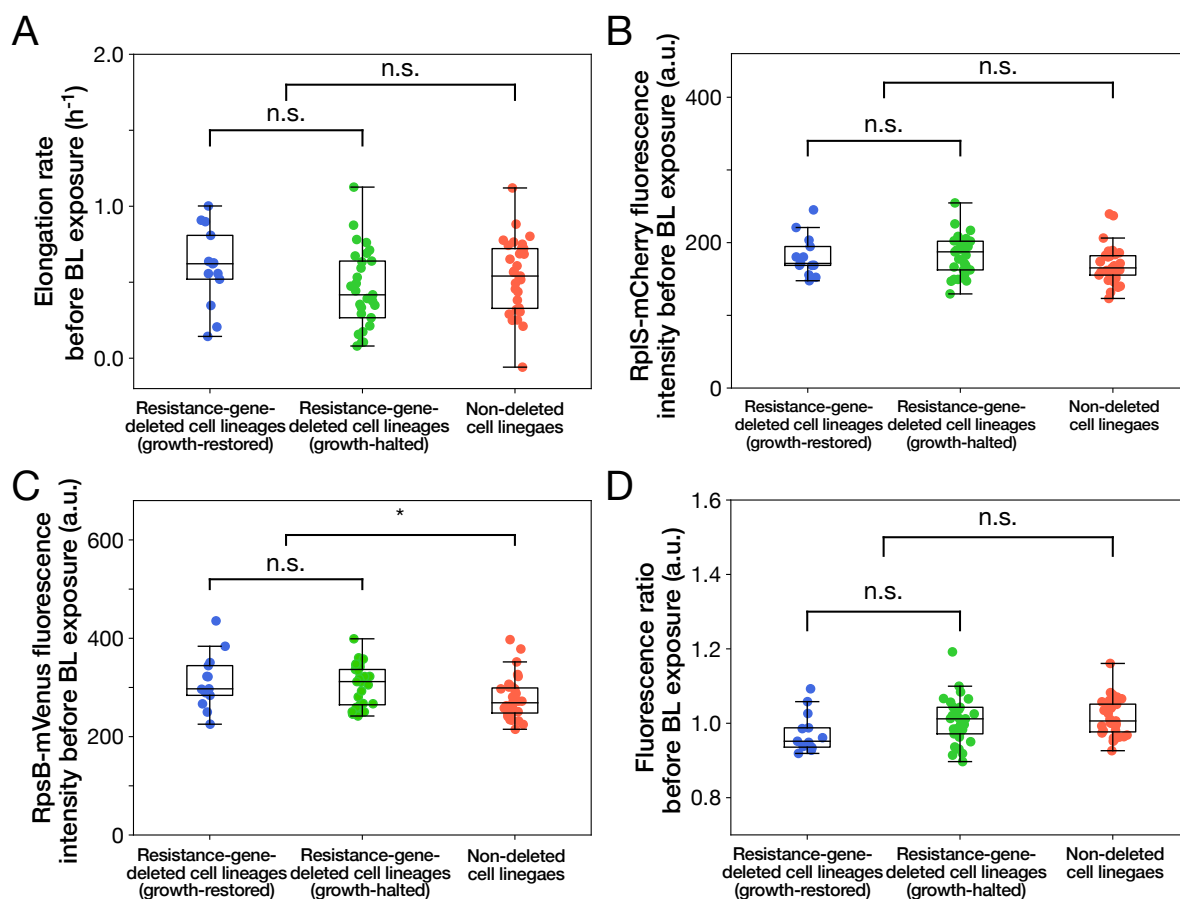 A
Elongation rate
before BL exposure (h⁻¹)
2.0
1.0
0.0
n.s.
n.s.
Resistance-gene-
deleted cell lineages
(growth-restored)
Resistance-gene-
deleted cell lineages
(growth-halted)
Non-deleted
cell linegaes
B
RplS-mCherry fluorescence
intensity before BL exposure (a.u.)
400
200
0
n.s.
n.s.
Resistance-gene-
deleted cell lineages
(growth-restored)
Resistance-gene-
deleted cell lineages
(growth-halted)
Non-deleted
cell linegaes
C
RpsB-mVenus fluorescence
intensity before BL exposure (a.u.)
600
400
200
0
*
n.s.
Resistance-gene-
deleted cell lineages
(growth-restored)
Resistance-gene-
deleted cell lineages
(growth-halted)
Non-deleted
cell linegaes
D
Fluorescence ratio
before BL exposure (a.u.)
1.6
1.4
1.2
1.0
0.8
n.s.
n.s.
Resistance-gene-
deleted cell lineages
(growth-restored)
Resistance-gene-
deleted cell lineages
(growth-halted)
Non-deleted
cell linegaes